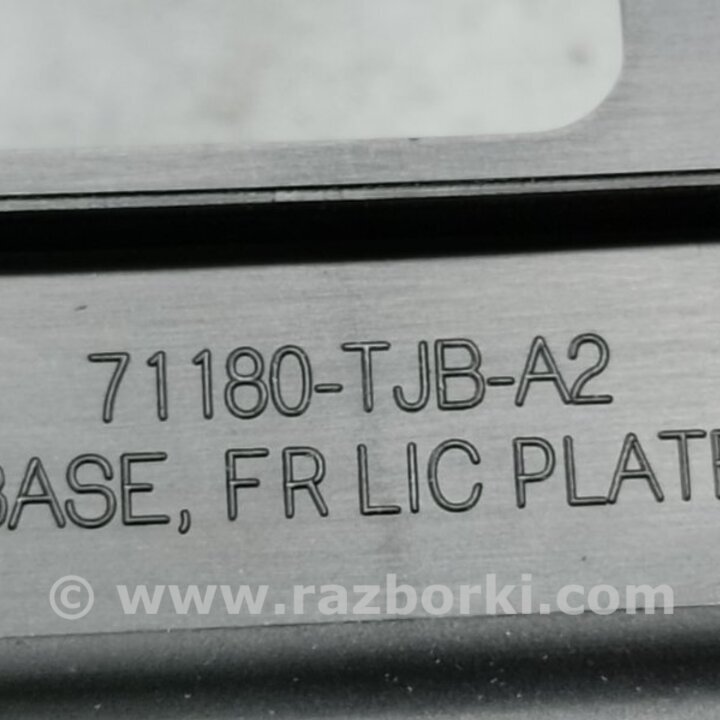 71180-TJB-A2
BASE, FR LIC PLATE
© www.razborki.com